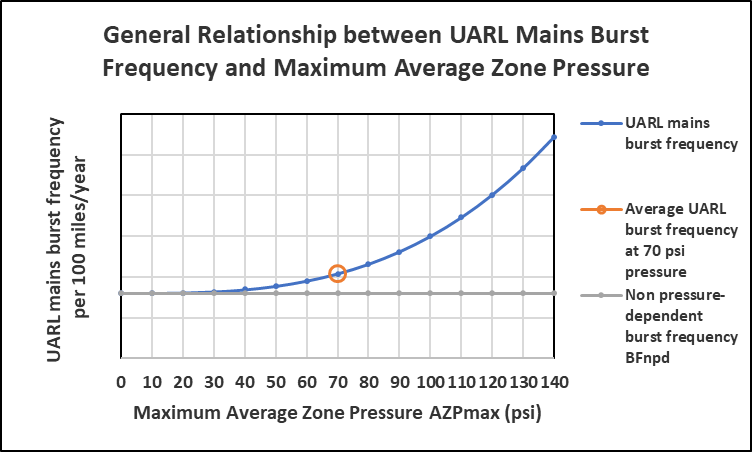 General Relationship between UARL Mains Burst
Frequency and Maximum Average Zone Pressure
UARL mains burst frequency
per 100 miles/year
UARL mains
burst frequency
Average UARL
burst frequency
at 70 psi
pressure
Non pressure-
dependent
burst frequency
BFnpd
0 10 20 30 40 50 60 70 80 90 100 110 120 130 140
Maximum Average Zone Pressure AZPmax (psi)